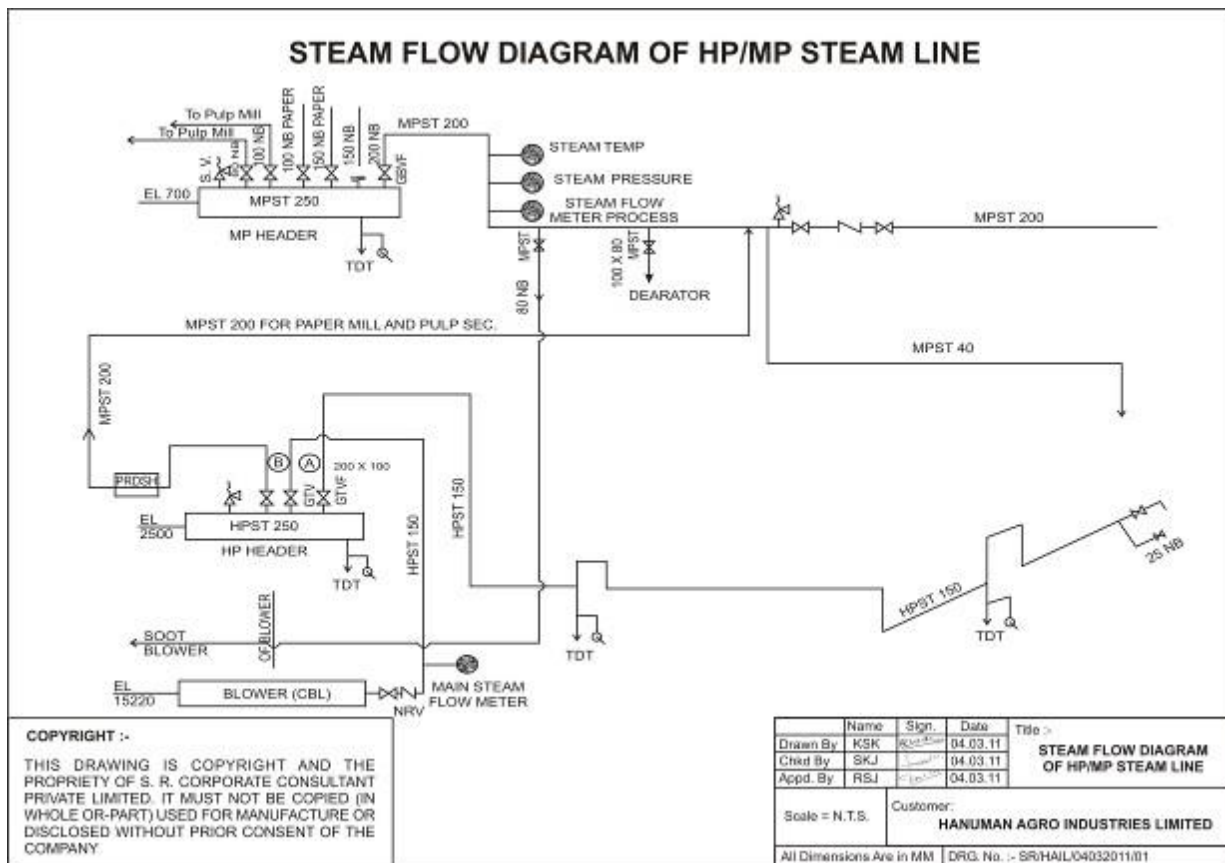 STEAM FLOW DIAGRAM OF HP/MP STEAM LINE
To Pulp Mill
To Pulp Mill
S. V.
80 NB
100 NB
100 NB PAPER
150 NB PAPER
150 NB
200 NB
GBVF
MPST 200
STEAM TEMP
STEAM PRESSURE
STEAM FLOW
METER PROCESS
EL 700
MPST 250
MP HEADER
TDT
MPST
80 NB
100 X 80
MPST
DEARATOR
MPST 200
MPST 200 FOR PAPER MILL AND PULP SEC.
MPST 40
MPST 200
PRDSH
B
A
200 X 100
GTV
GTVF
EL
2500
HPST 250
HP HEADER
TDT
HPST 150
HPST 150
TDT
HPST 150
TDT
25 NB
SOOT
BLOWER
OF BLOWER
EL
15220
BLOWER (CBL)
NRV
MAIN STEAM
FLOW METER
COPYRIGHT :-
THIS DRAWING IS COPYRIGHT AND THE
PROPRIETY OF S. R. CORPORATE CONSULTANT
PRIVATE LIMITED. IT MUST NOT BE COPIED (IN
WHOLE OR-PART) USED FOR MANUFACTURE OR
DISCLOSED WITHOUT PRIOR CONSENT OF THE
COMPANY
Name Sign. Date
Drawn By KSK 04.03.11
Chkd By SKJ 04.03.11
Appd. By RSJ 04.03.11
Title :-
STEAM FLOW DIAGRAM
OF HP/MP STEAM LINE
Scale = N.T.S.
Customer:
HANUMAN AGRO INDUSTRIES LIMITED
All Dimensions Are in MM
DRG. No. :- SR/HAIL/04032011/01